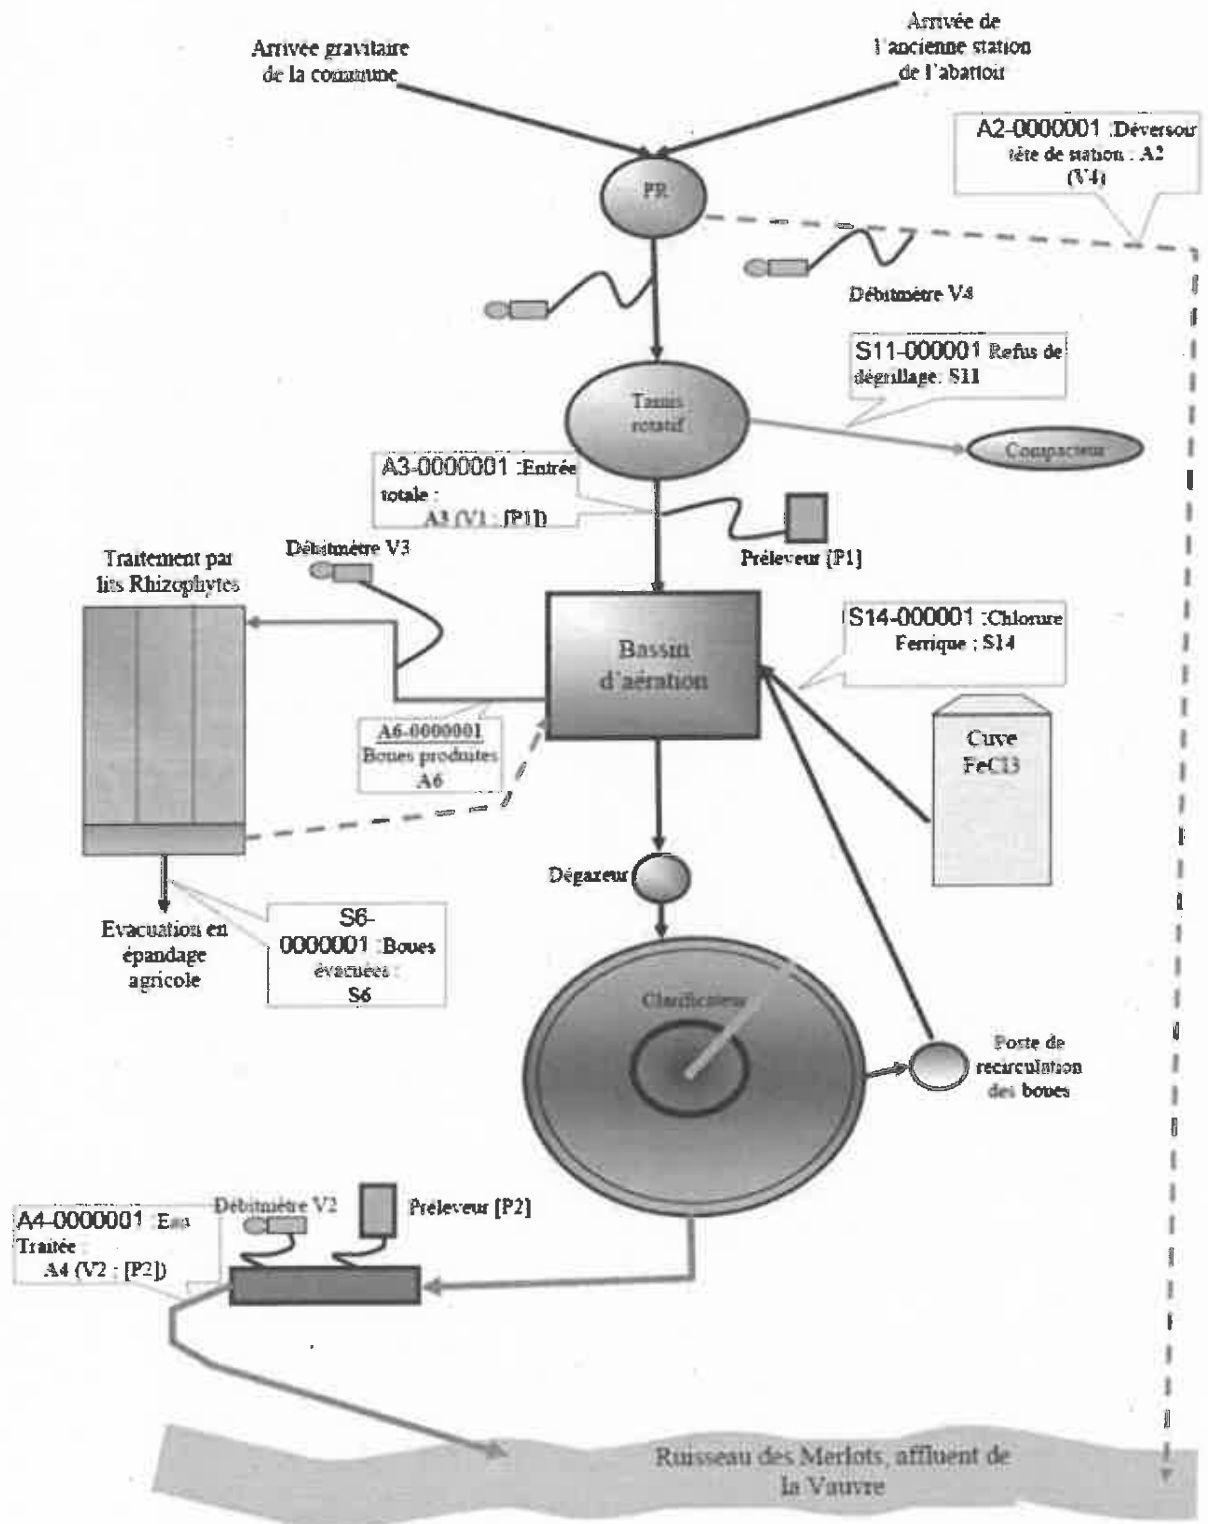 Arrivée gravitaire
de la commune
Arrivée de
l'ancienne station
de l'abattoir
A2-0000001 :Déversoir
tête de station : A2
(V4)
PR
Débitmètre V4
S11-000001 Refus de
dégrillage: S11
Tamis
rotatif
Compacteur
A3-0000001 :Entrée
totale :
A3 (V1 : [P1])
Préleveur [P1]
Débitmètre V3
Traitement par
lits Rhizophytes
Bassin
d'aération
S14-000001 :Chlorure
Ferrique : S14
A6-0000001
Boues produites
A6
Cuve
FeCl3
Dégazeur
Evacuation en
épandage
agricole
S6-
0000001 :Boues
évacuées :
S6
Clarificateur
Poste de
recirculation
des boues
Débitmètre V2
Préleveur [P2]
A4-0000001 :Eau
Traitée :
A4 (V2 : [P2])
Ruisseau des Merlots, affluent de
la Vauvre